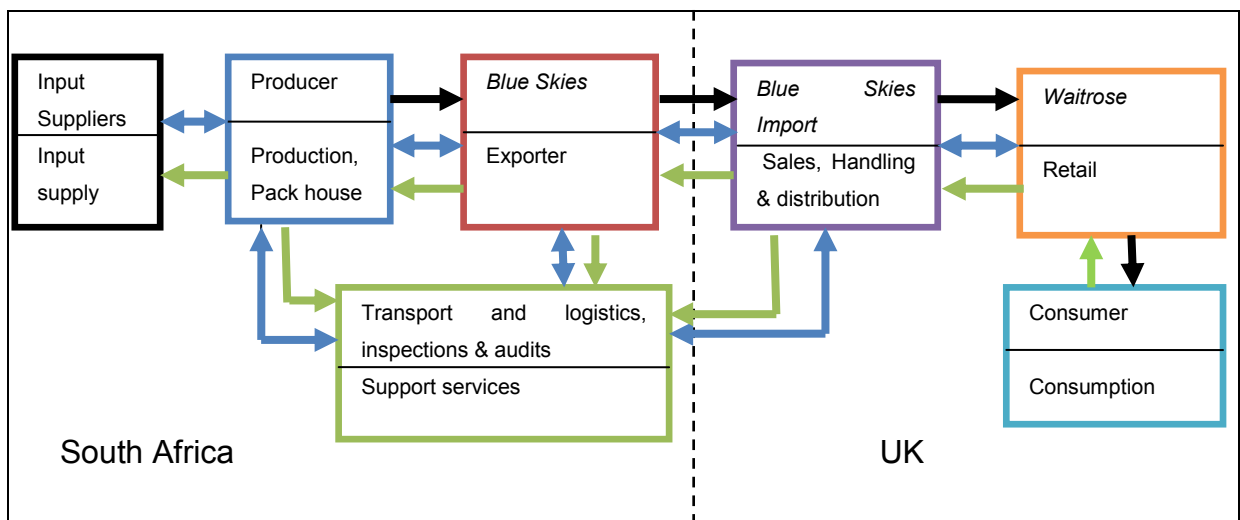 Input
Suppliers
Input
supply
Producer
Production,
Pack house
Blue Skies
Exporter
Blue Skies
Import
Sales, Handling
& distribution
Waitrose
Retail
Transport and logistics,
inspections & audits
Support services
Consumer
Consumption
South Africa
UK